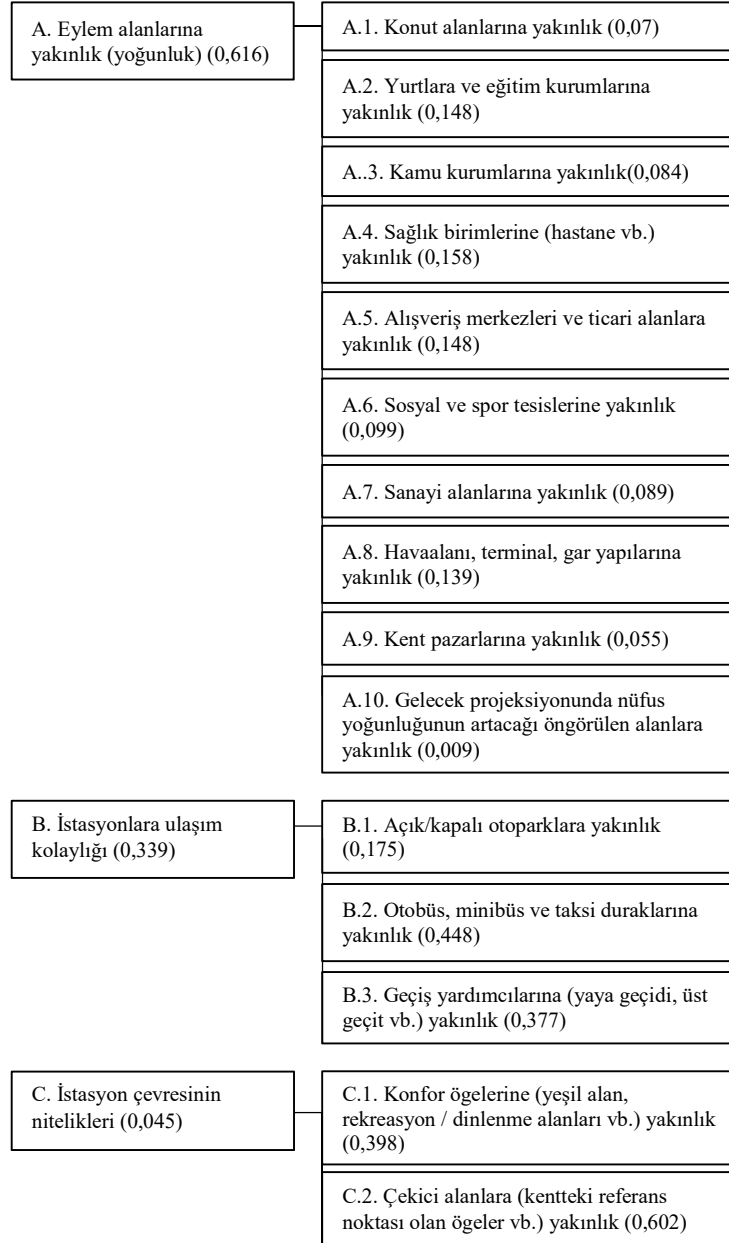 A. Eylem alanlarına
yakınlık (yoğunluk) (0,616)
A.1. Konut alanlarına yakınlık (0,07)
A.2. Yurtlara ve eğitim kurumlarına
yakınlık (0,148)
A..3. Kamu kurumlarına yakınlık(0,084)
A.4. Sağlık birimlerine (hastane vb.)
yakınlık (0,158)
A.5. Alışveriş merkezleri ve ticari alanlara
yakınlık (0,148)
A.6. Sosyal ve spor tesislerine yakınlık
(0,099)
A.7. Sanayi alanlarına yakınlık (0,089)
A.8. Havaalanı, terminal, gar yapılarına
yakınlık (0,139)
A.9. Kent pazarlarına yakınlık (0,055)
A.10. Gelecek projeksiyonunda nüfus
yoğunluğunun artacağı öngörülen alanlara
yakınlık (0,009)
B. İstasyonlara ulaşım
kolaylığı (0,339)
B.1. Açık/kapalı otoparklara yakınlık
(0,175)
B.2. Otobüs, minibüs ve taksi duraklarına
yakınlık (0,448)
B.3. Geçiş yardımcılarına (yaya geçidi, üst
geçit vb.) yakınlık (0,377)
C. İstasyon çevresinin
nitelikleri (0,045)
C.1. Konfor ögelerine (yeşil alan,
rekreasyon / dinlenme alanları vb.) yakınlık
(0,398)
C.2. Çekici alanlara (kentteki referans
noktası olan ögeler vb.) yakınlık (0,602)